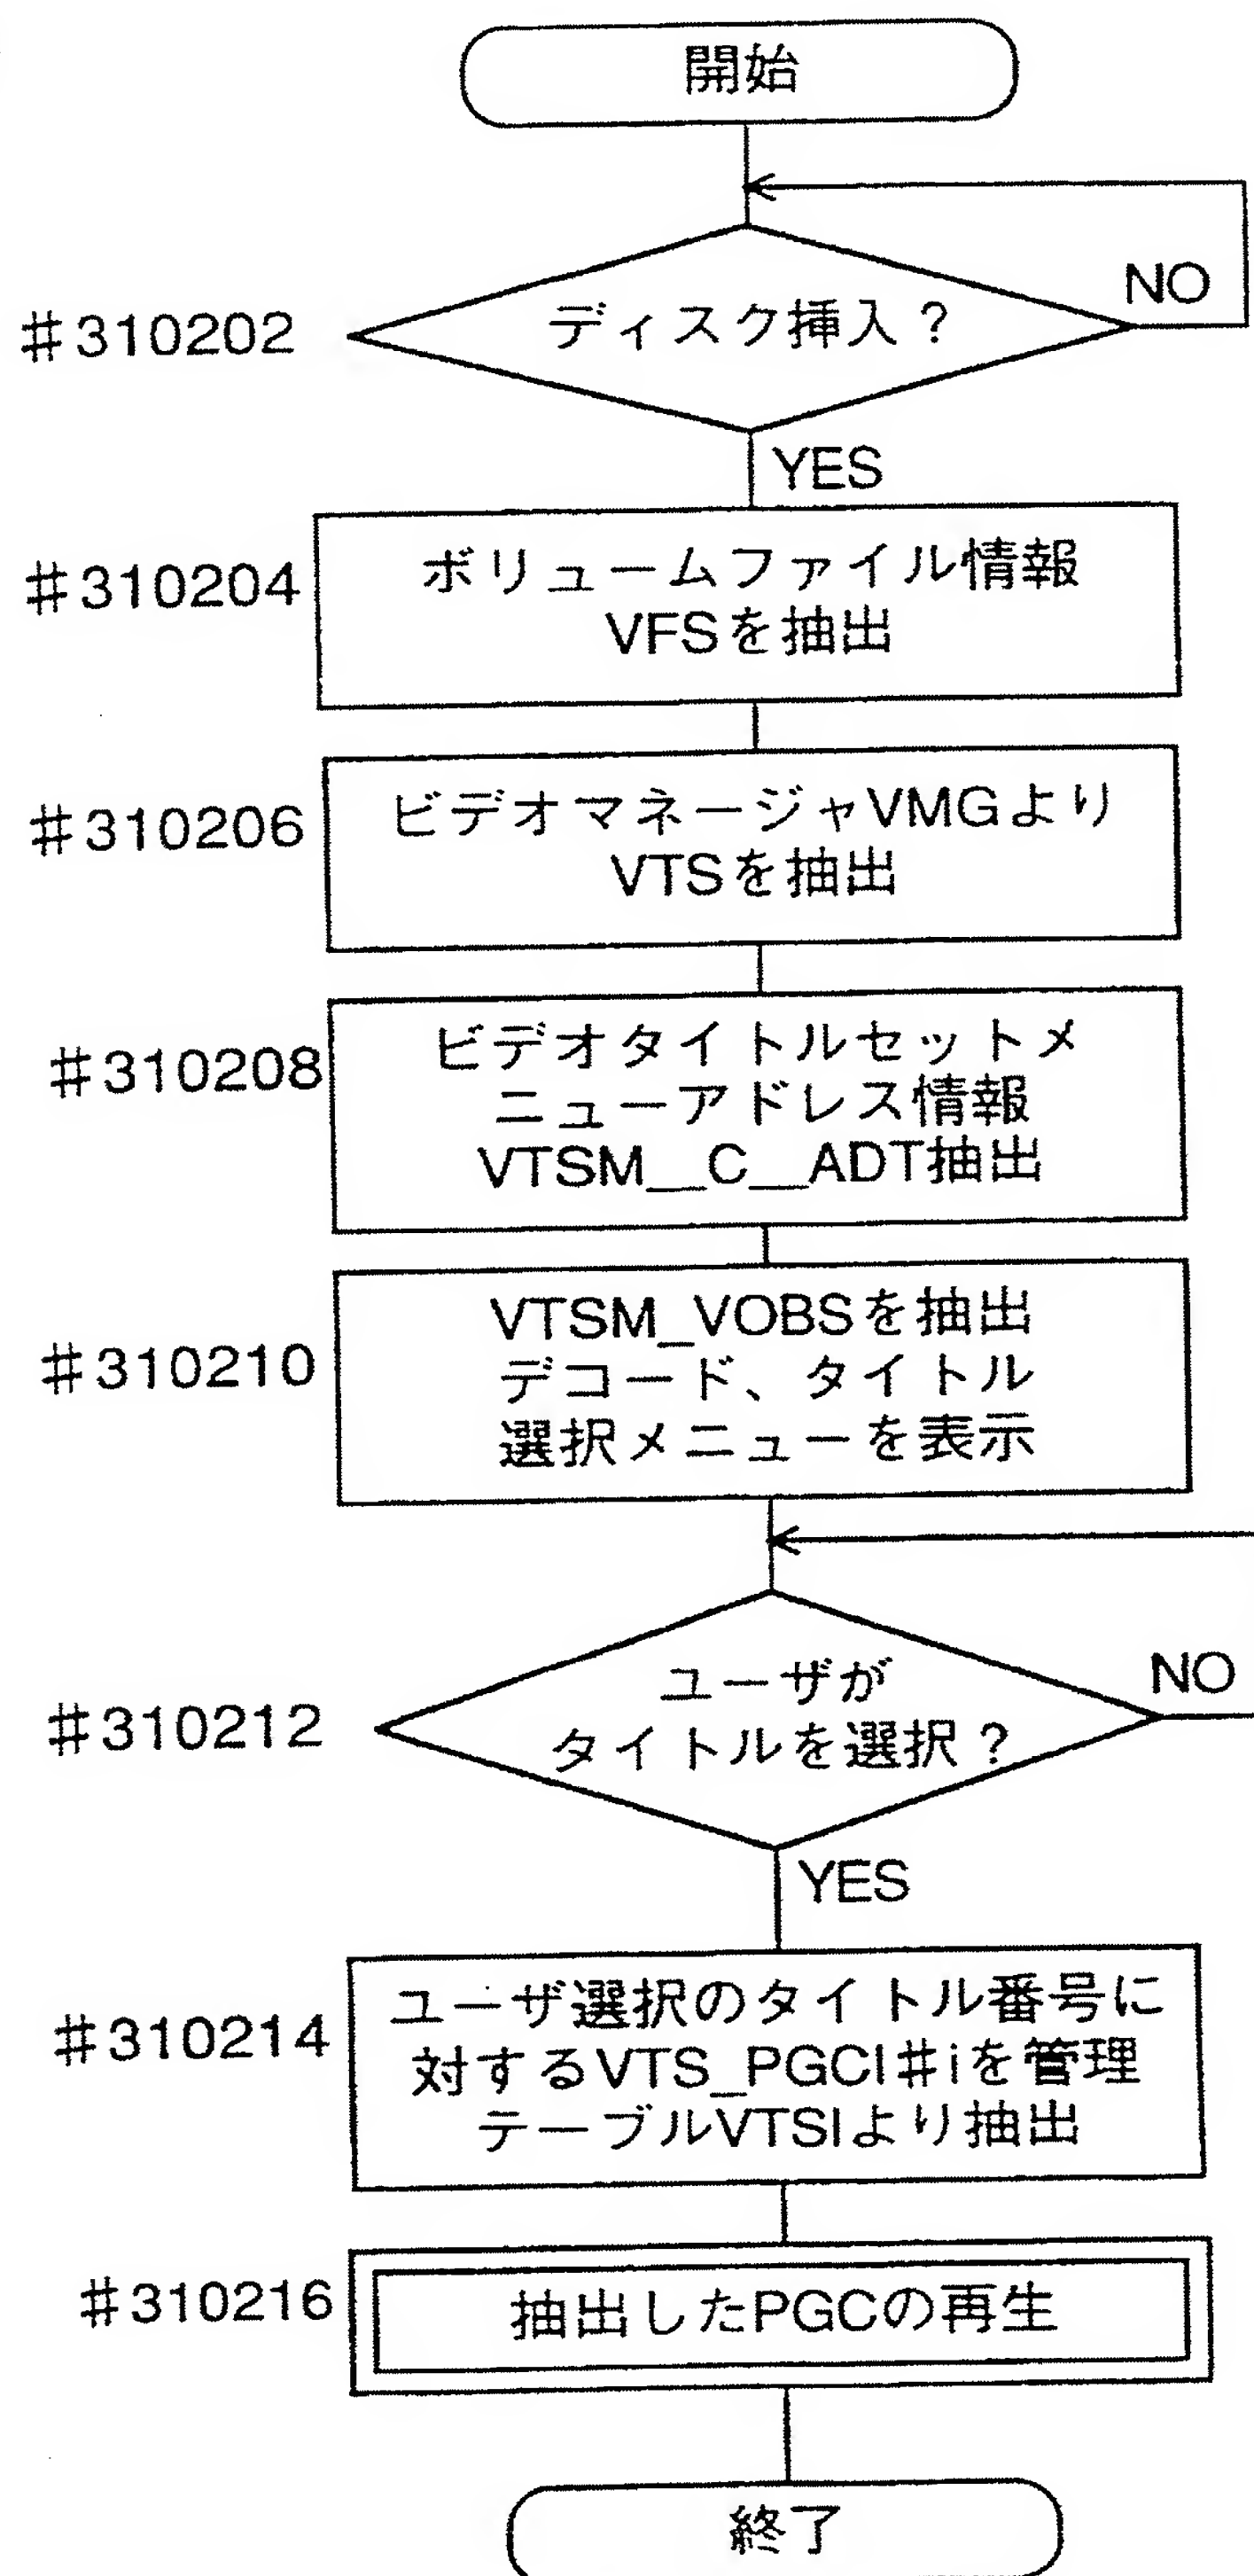 開始
NO
#310202
ディスク挿入？
YES
#310204
ボリュームファイル情報
VFSを抽出
#310206
ビデオマネージャVMGより
VTSを抽出
#310208
ビデオタイトルセットメ
ニューアドレス情報
VTSM__C__ADT抽出
#310210
VTSM_VOBSを抽出
デコード、タイトル
選択メニューを表示
NO
#310212
ユーザが
タイトルを選択？
YES
#310214
ユーザ選択のタイトル番号に
対するVTS_PGCI#iを管理
テーブルVTSIより抽出
#310216
抽出したPGCの再生
終了